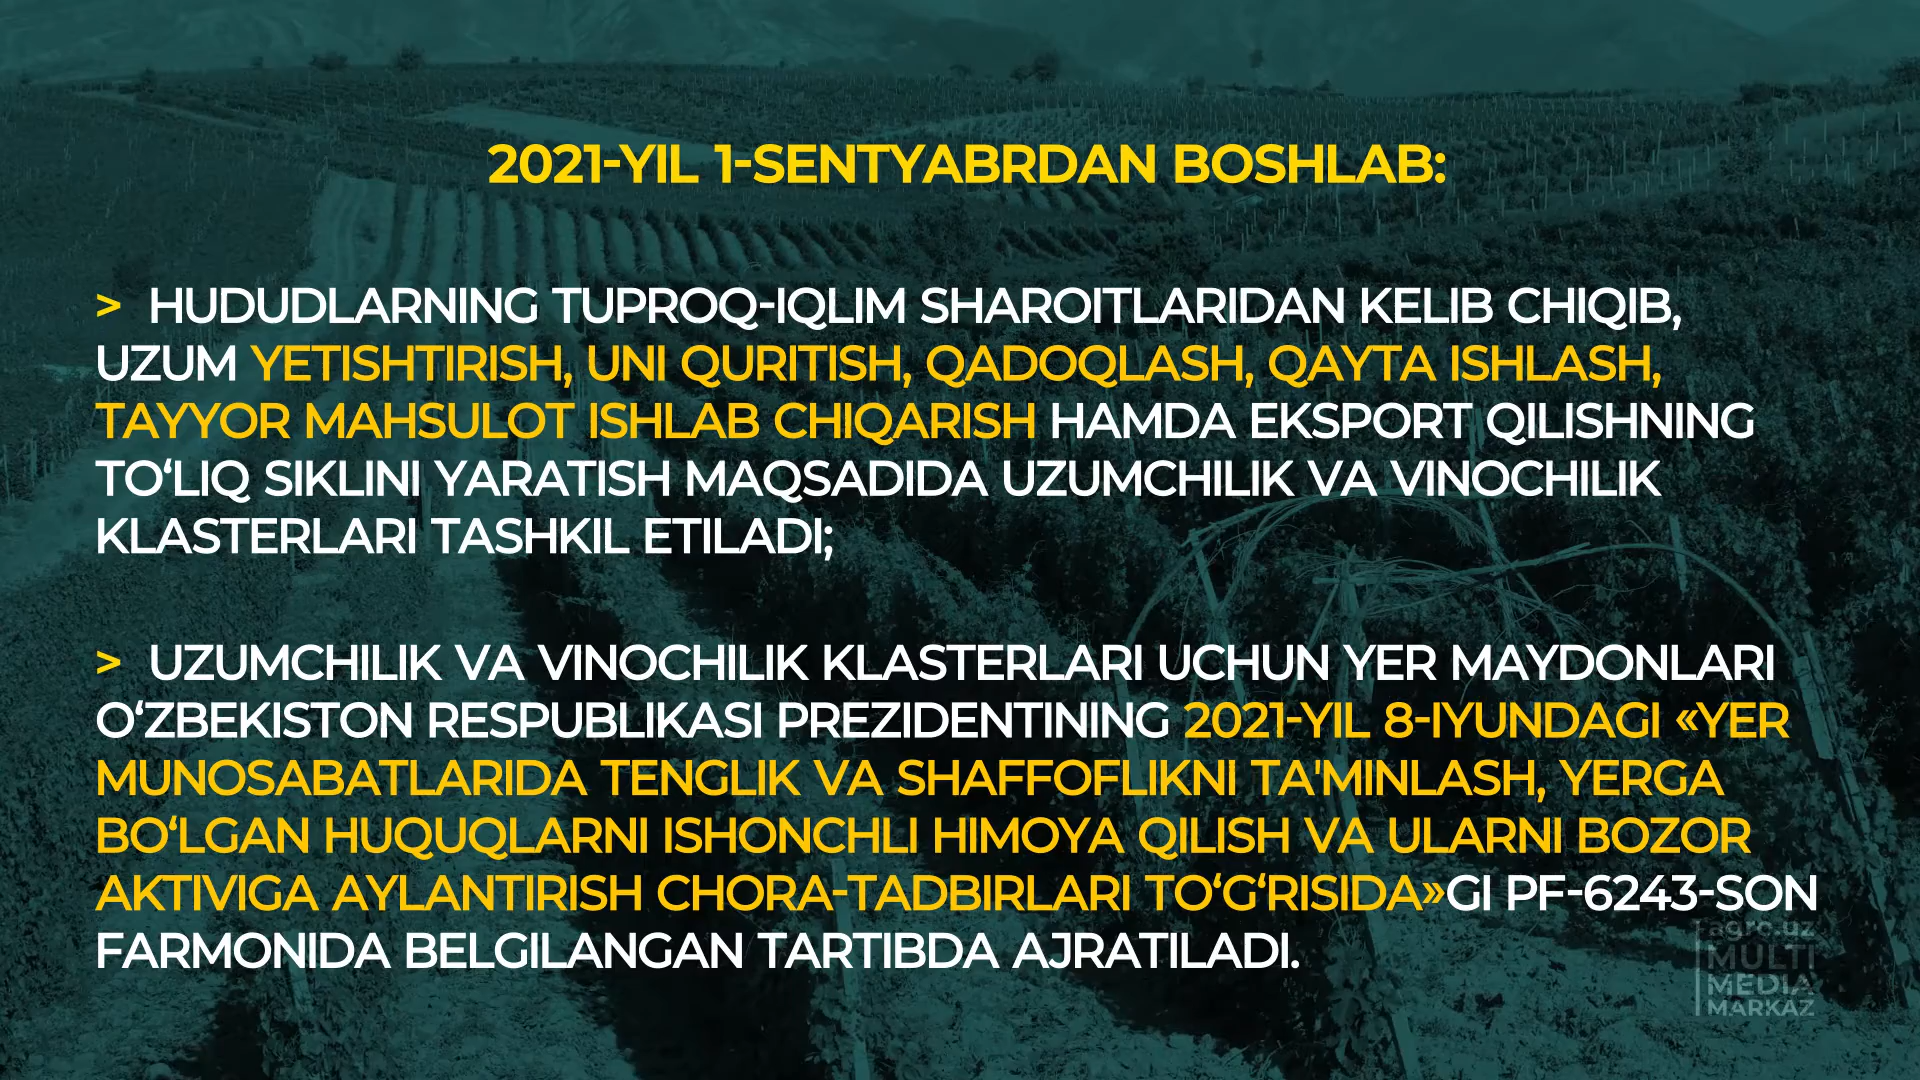 2021-YIL 1-SENTYABRDAN BOSHLAB:
> HUDUDLARNING TUPROQ-IQLIM SHAROITLARIDAN KELIB CHIQIB,
UZUM YETISHTIRISH, UNI QURITISH, QADOQLASH, QAYTA ISHLASH,
TAYYOR MAHSULOT ISHLAB CHIQARISH HAMDA EKSPORT QILISHNING
TO‘LIQ SIKLINI YARATISH MAQSADIDA UZUMCHILIK VA VINOCHILIK
KLASTERLARI TASHKIL ETILADI;
> UZUMCHILIK VA VINOCHILIK KLASTERLARI UCHUN YER MAYDONLARI
O‘ZBEKISTON RESPUBLIKASI PREZIDENTINING 2021-YIL 8-IYUNDAGI «YER
MUNOSABATLARIDA TENGLIK VA SHAFFOFLIKNI TA'MINLASH, YERGA
BO‘LGAN HUQUQLARNI ISHONCHLI HIMOYA QILISH VA ULARNI BOZOR
AKTIVIGA AYLANTIRISH CHORA-TADBIRLARI TO‘G‘RISIDA»GI PF-6243-SON
FARMONIDA BELGILANGAN TARTIBDA AJRATILADI.
agro.uz
MULTI
MEDIA
MARKAZ